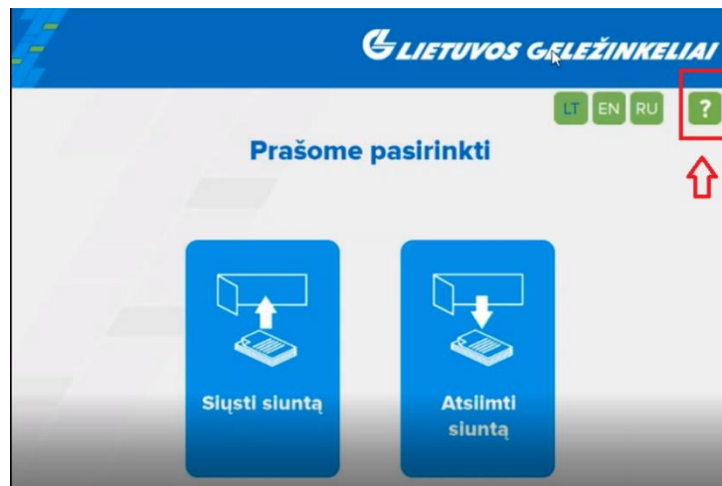 LIETUVOS GELEŽINKELIAI
LT EN RU ?
Prašome pasirinkti
Siųsti siuntą
Atsiimti
siuntą